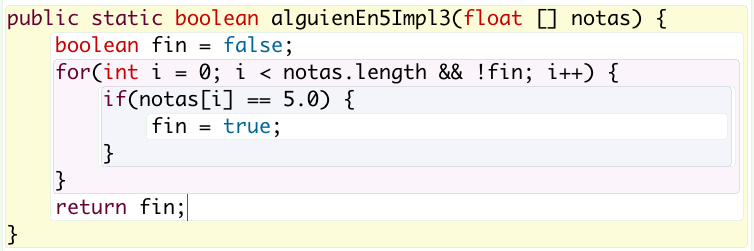 public static boolean alguienEn5Impl3(float [] notas) {
    boolean fin = false;
    for(int i = 0; i < notas.length && !fin; i++) {
        if(notas[i] == 5.0) {
            fin = true;
        }
    }
    return fin;
}